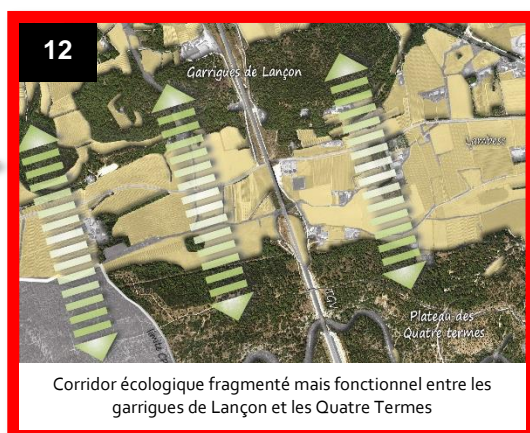 12
Garrigues de Lançon
Plateau des
Quatre termes
Corridor écologique fragmenté mais fonctionnel entre les
garrigues de Lançon et les Quatre Termes